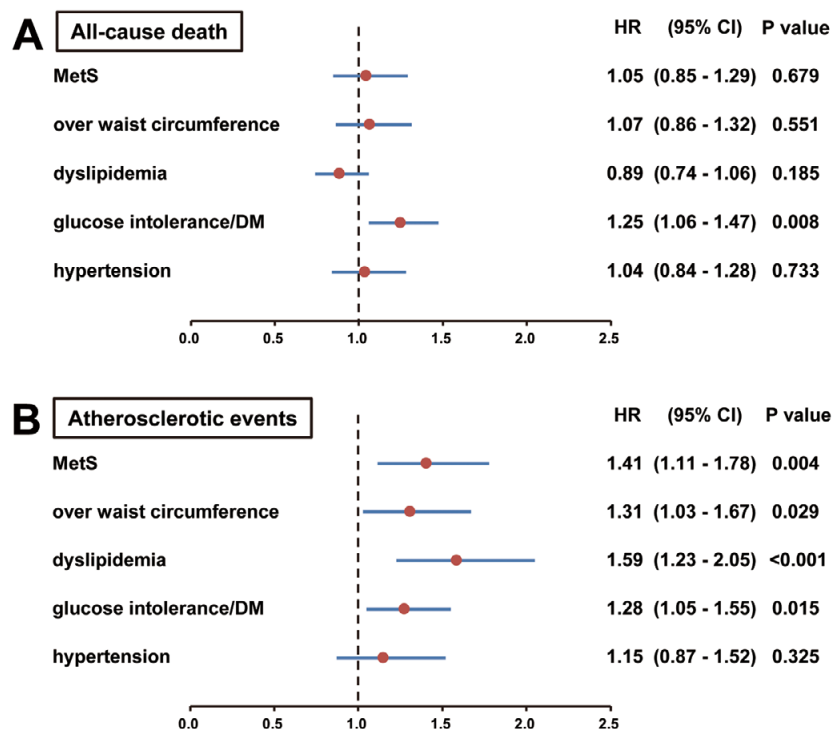 A All-cause death HR (95% CI) P value
MetS 1.05 (0.85 - 1.29) 0.679
over waist circumference 1.07 (0.86 - 1.32) 0.551
dyslipidemia 0.89 (0.74 - 1.06) 0.185
glucose intolerance/DM 1.25 (1.06 - 1.47) 0.008
hypertension 1.04 (0.84 - 1.28) 0.733
0.0 0.5 1.0 1.5 2.0 2.5
B Atherosclerotic events HR (95% CI) P value
MetS 1.41 (1.11 - 1.78) 0.004
over waist circumference 1.31 (1.03 - 1.67) 0.029
dyslipidemia 1.59 (1.23 - 2.05) <0.001
glucose intolerance/DM 1.28 (1.05 - 1.55) 0.015
hypertension 1.15 (0.87 - 1.52) 0.325
0.0 0.5 1.0 1.5 2.0 2.5